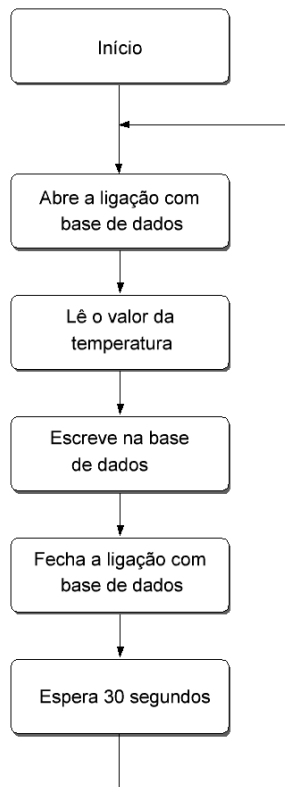 Início
Abre a ligação com
base de dados
Lê o valor da
temperatura
Escreve na base
de dados
Fecha a ligação com
base de dados
Espera 30 segundos